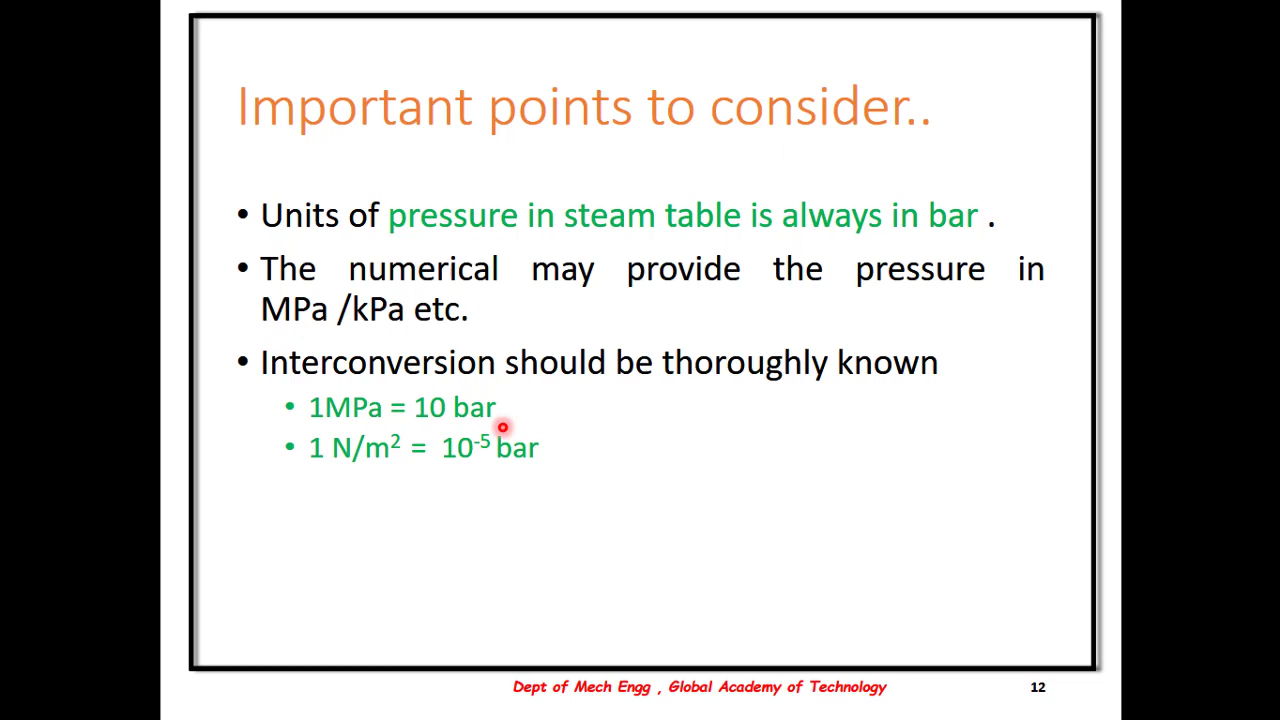 Important points to consider..
• Units of pressure in steam table is always in bar .
• The numerical may provide the pressure in
MPa /kPa etc.
• Interconversion should be thoroughly known
• 1MPa = 10 bar
• 1 N/m² = 10⁻⁵ bar
Dept of Mech Engg , Global Academy of Technology
12